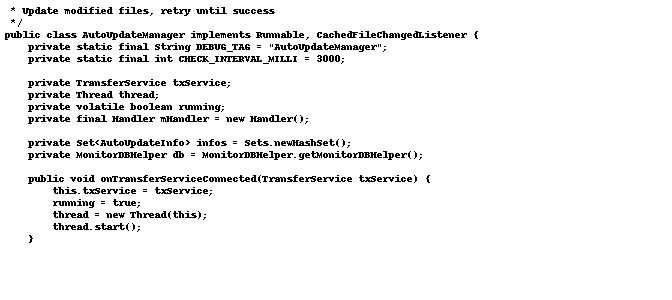 * Update modified files, retry until success
*/
public class AutoUpdateManager implements Runnable, CachedFileChangedListener {
private static final String DEBUG_TAG = "AutoUpdateManager";
private static final int CHECK_INTERVAL_MILLI = 3000;
private TransferService txService;
private Thread thread;
private volatile boolean running;
private final Handler mHandler = new Handler();
private Set<AutoUpdateInfo> infos = Sets.newHashSet();
private MonitorDBHelper db = MonitorDBHelper.getMonitorDBHelper();
public void onTransferServiceConnected(TransferService txService) {
this.txService = txService;
running = true;
thread = new Thread(this);
thread.start();
}